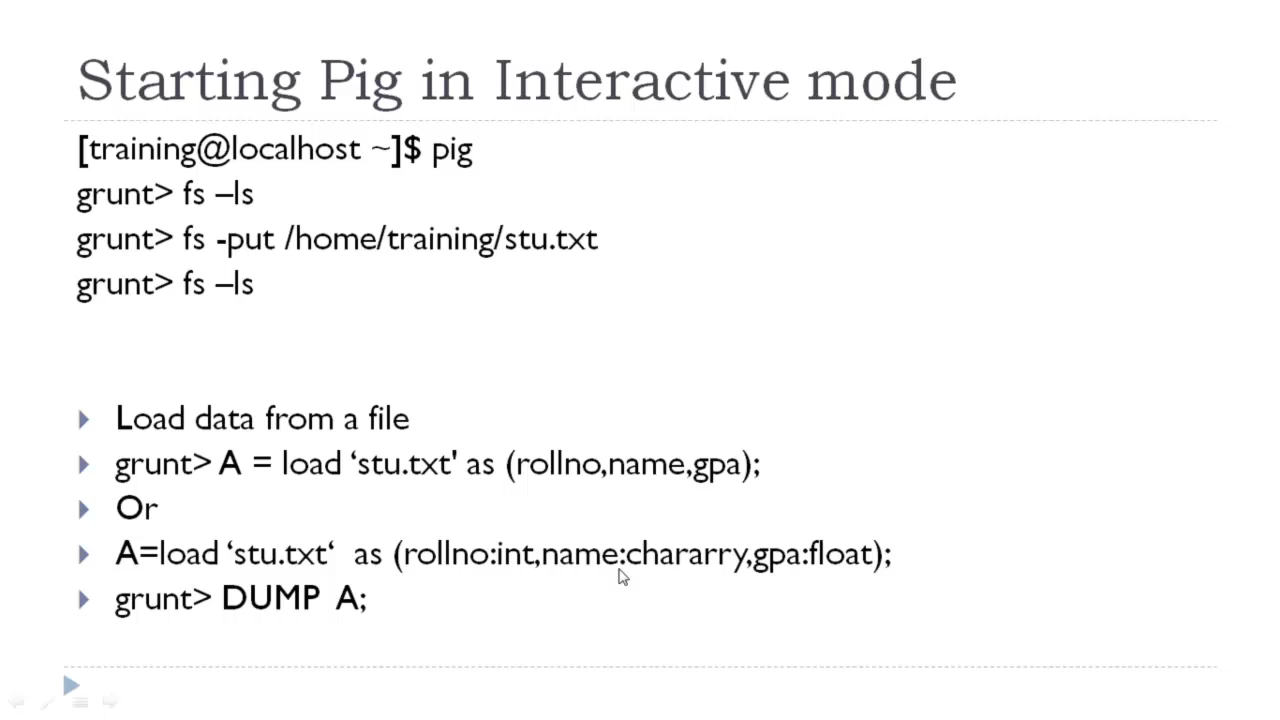 Starting Pig in Interactive mode
[training@localhost ~]$ pig
grunt> fs –ls
grunt> fs -put /home/training/stu.txt
grunt> fs –ls
Load data from a file
grunt> A = load ‘stu.txt' as (rollno,name,gpa);
Or
A=load ‘stu.txt‘ as (rollno:int,name:chararry,gpa:float);
grunt> DUMP A;